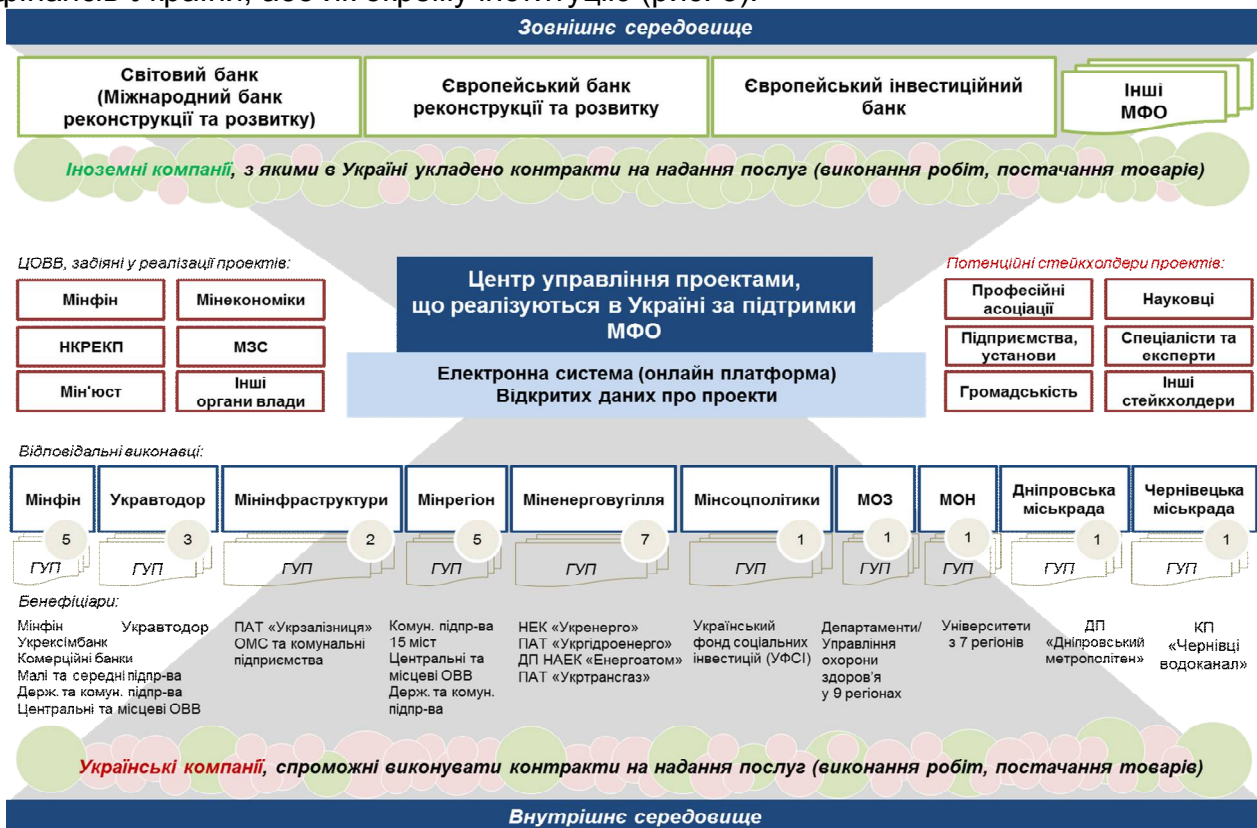 фінансів України, або як окрему інституцію (рис. 3).
Зовнішнє середовище
Світовий банк
(Міжнародний банк
реконструкції та розвитку)
Європейський банк
реконструкції та розвитку
Європейський інвестиційний
банк
Інші
МФО
Іноземні компанії, з якими в Україні укладено контракти на надання послуг (виконання робіт, постачання товарів)
ЦОВВ, задіяні у реалізації проектів:
Мінфін
Мінекономіки
НКРЕКП
МЗС
Мін'юст
Інші
органи влади
Центр управління проектами,
що реалізуються в Україні за підтримки
МФО
Електронна система (онлайн платформа)
Відкритих даних про проекти
Потенційні стейкхолдери проектів:
Професійні
асоціації
Науковці
Підприємства,
установи
Спеціалісти та
експерти
Громадськість
Інші
стейкхолдери
Відповідальні виконавці:
Мінфін
Укравтодор
Мінінфраструктури
Мінрегіон
Міненерговугілля
Мінсоцполітики
МОЗ
МОН
Дніпровська
міськрада
Чернівецька
міськрада
5
3
2
5
7
1
1
1
1
1
ГУП
ГУП
ГУП
ГУП
ГУП
ГУП
ГУП
ГУП
ГУП
ГУП
Бенефіціари:
Мінфін
Укрексімбанк
Комерційні банки
Малі та середні підпр-ва
Держ. та комун. підпр-ва
Центральні та місцеві ОВВ
Укравтодор
ПАТ «Укрзалізниця»
ОМС та комунальні
підприємства
Комун. підпр-ва
15 міст
Центральні та
місцеві ОВВ
Держ. та комун.
підпр-ва
НЕК «Укренерго»
ПАТ «Укргідроенерго»
ДП НАЕК «Енергоатом»
ПАТ «Укртрансгаз»
Український
фонд соціальних
інвестицій (УФСІ)
Департаменти/
Управління
охорони
здоров'я
у 9 регіонах
Університети
з 7 регіонів
ДП
«Дніпровський
метрополітен»
КП
«Чернівці
водоканал»
Українські компанії, спроможні виконувати контракти на надання послуг (виконання робіт, постачання товарів)
Внутрішнє середовище